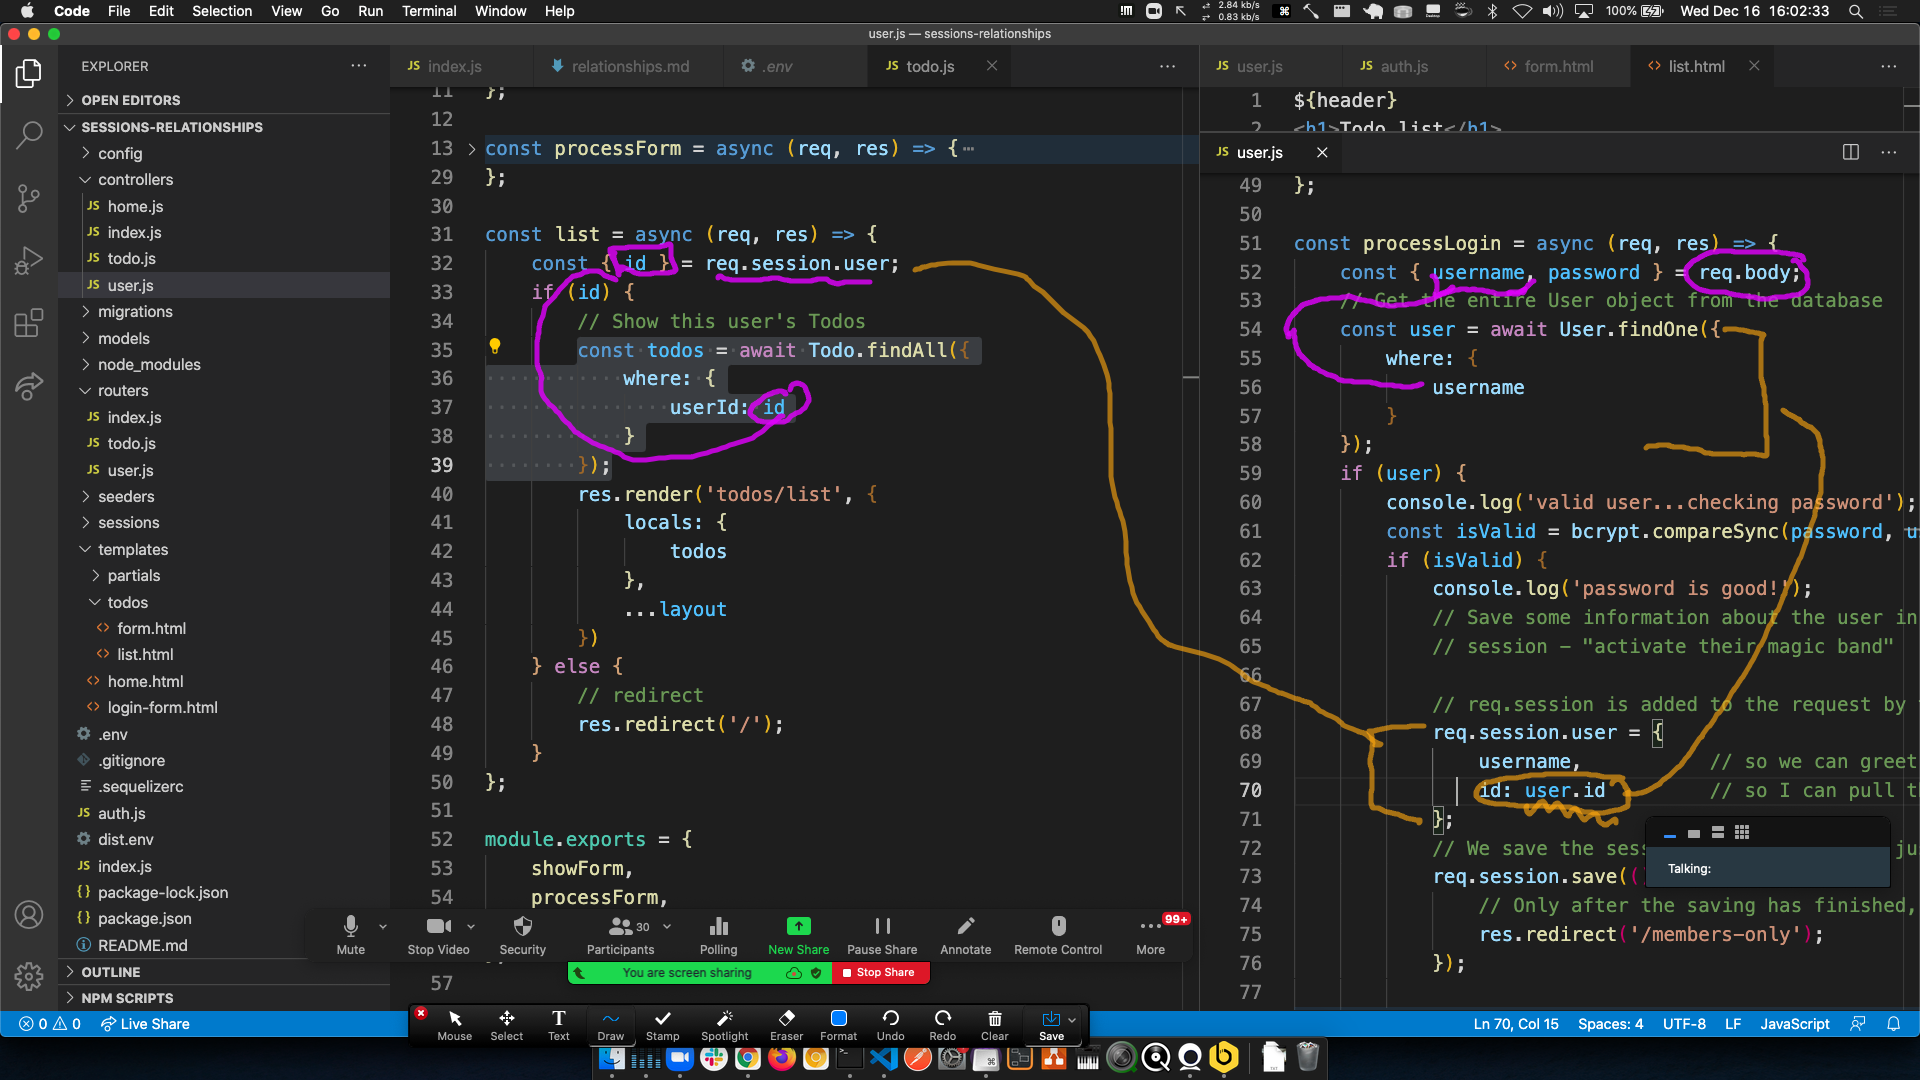 Code File Edit Selection View Go Run Terminal Window Help
2.84 kb/s
0.83 kb/s
100%
Wed Dec 16 16:02:33
user.js — sessions-relationships
EXPLORER
OPEN EDITORS
SESSIONS-RELATIONSHIPS
config
controllers
JS home.js
JS index.js
JS todo.js
JS user.js
migrations
models
node_modules
routers
JS index.js
JS todo.js
JS user.js
seeders
sessions
templates
partials
todos
form.html
list.html
home.html
login-form.html
.env
.gitignore
.sequelizerc
JS auth.js
dist.env
JS index.js
{} package-lock.json
{} package.json
README.md
OUTLINE
NPM SCRIPTS
JS index.js relationships.md .env JS todo.js
11 };
12
13 const processForm = async (req, res) => {⋯
29 };
30
31 const list = async (req, res) => {
32 const { id } = req.session.user;
33 if (id) {
34 // Show this user's Todos
35 const todos = await Todo.findAll({
36 where: {
37 userId: id
38 }
39 });
40 res.render('todos/list', {
41 locals: {
42 todos
43 },
44 ...layout
45 })
46 } else {
47 // redirect
48 res.redirect('/');
49 }
50 };
51
52 module.exports = {
53 showForm,
54 processForm,
57
JS user.js JS auth.js <> form.html <> list.html
1 ${header}
2 <h1>Todo list</h1>
JS user.js
49 };
50
51 const processLogin = async (req, res) => {
52 const { username, password } = req.body;
53 // Get the entire User object from the database
54 const user = await User.findOne({
55 where: {
56 username
57 }
58 });
59 if (user) {
60 console.log('valid user...checking password');
61 const isValid = bcrypt.compareSync(password, u
62 if (isValid) {
63 console.log('password is good!');
64 // Save some information about the user in
65 // session - "activate their magic band"
66
67 // req.session is added to the request by
68 req.session.user = {
69 username, // so we can greet
70 id: user.id // so I can pull t
71 };
72 // We save the ses ju
73 req.session.save((
74 // Only after the saving has finished,
75 res.redirect('/members-only');
76 });
77
Talking:
Mute
Stop Video
Security
30
Participants
Polling
New Share
Pause Share
Annotate
Remote Control
99+
More
You are screen sharing
Stop Share
Mouse
Select
Text
Draw
Stamp
Spotlight
Eraser
Format
Undo
Redo
Clear
Save
0 0 Live Share
Ln 70, Col 15 Spaces: 4 UTF-8 LF JavaScript